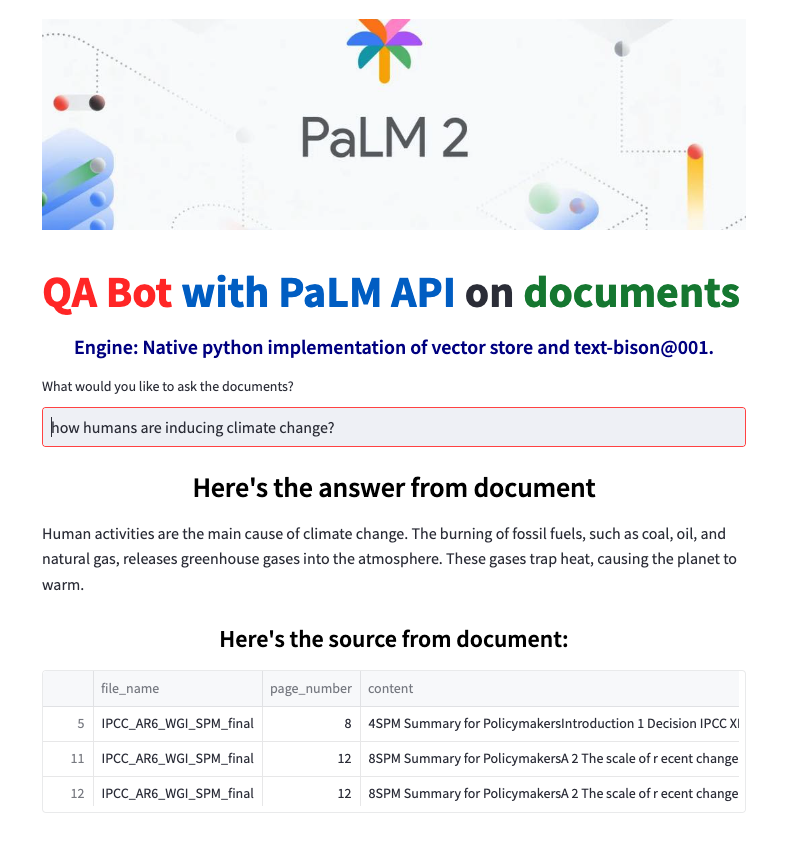 PaLM 2
QA Bot with PaLM API on documents
Engine: Native python implementation of vector store and text-bison@001.
What would you like to ask the documents?
how humans are inducing climate change?
Here's the answer from document
Human activities are the main cause of climate change. The burning of fossil fuels, such as coal, oil, and
natural gas, releases greenhouse gases into the atmosphere. These gases trap heat, causing the planet to
warm.
Here's the source from document:
file_name page_number content
5 IPCC_AR6_WGI_SPM_final 8 4SPM Summary for PolicymakersIntroduction 1 Decision IPCC XI
11 IPCC_AR6_WGI_SPM_final 12 8SPM Summary for PolicymakersA 2 The scale of r ecent change
12 IPCC_AR6_WGI_SPM_final 12 8SPM Summary for PolicymakersA 2 The scale of r ecent change